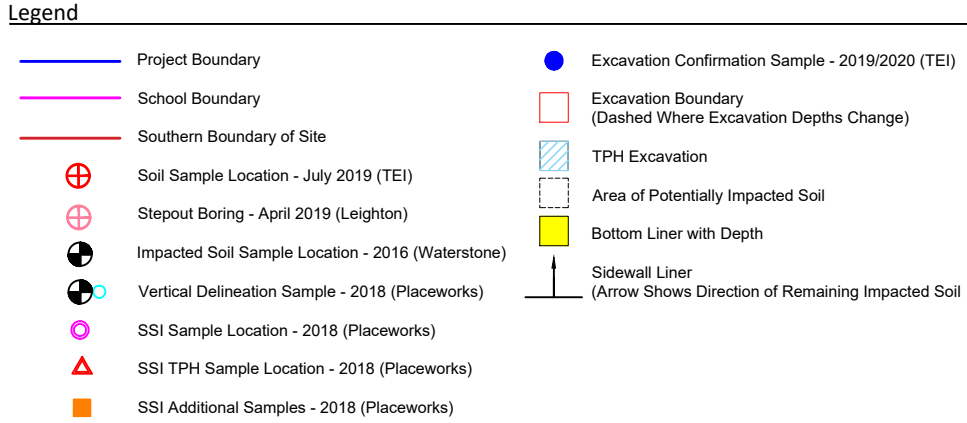 Legend
Project Boundary
School Boundary
Southern Boundary of Site
Soil Sample Location - July 2019 (TEI)
Stepout Boring - April 2019 (Leighton)
Impacted Soil Sample Location - 2016 (Waterstone)
Vertical Delineation Sample - 2018 (Placeworks)
SSI Sample Location - 2018 (Placeworks)
SSI TPH Sample Location - 2018 (Placeworks)
SSI Additional Samples - 2018 (Placeworks)
Excavation Confirmation Sample - 2019/2020 (TEI)
Excavation Boundary
(Dashed Where Excavation Depths Change)
TPH Excavation
Area of Potentially Impacted Soil
Bottom Liner with Depth
Sidewall Liner
(Arrow Shows Direction of Remaining Impacted Soil